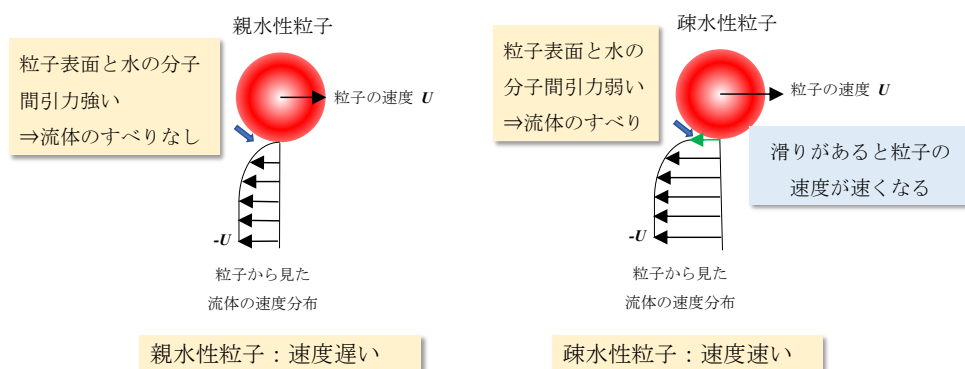 親水性粒子
粒子表面と水の分子
間引力強い
⇒流体のすべりなし
粒子の速度 U
-U
粒子から見た
流体の速度分布
親水性粒子：速度遅い
疎水性粒子
粒子表面と水の
分子間引力弱い
⇒流体のすべり
粒子の速度 U
滑りがあると粒子の
速度が速くなる
-U
粒子から見た
流体の速度分布
疎水性粒子：速度速い